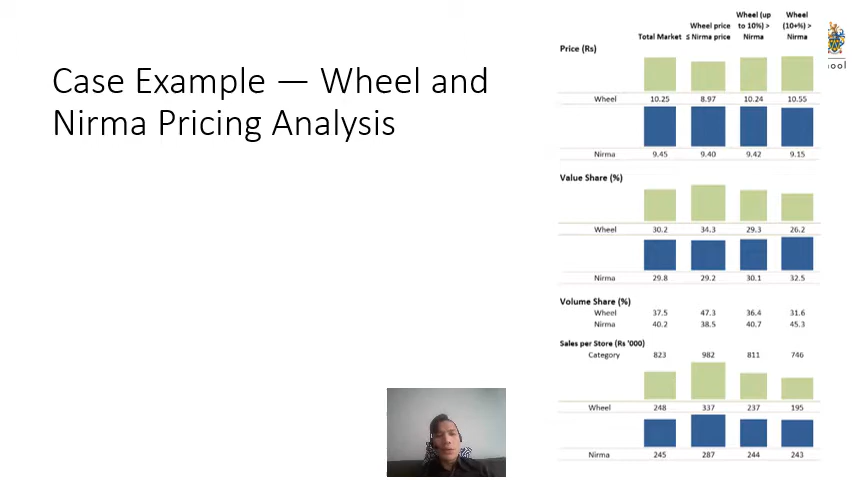 Case Example — Wheel and
Nirma Pricing Analysis
Total Market
Wheel price
≤ Nirma price
Wheel (up
to 10%) >
Nirma
Wheel
(10+%) >
Nirma
ool
Price (Rs)
Wheel 10.25 8.97 10.24 10.55
Nirma 9.45 9.40 9.42 9.15
Value Share (%)
Wheel 30.2 34.3 29.3 26.2
Nirma 29.8 29.2 30.1 32.5
Volume Share (%)
Wheel 37.5 47.3 36.4 31.6
Nirma 40.2 38.5 40.7 45.3
Sales per Store (Rs '000)
Category 823 982 811 746
Wheel 248 337 237 195
Nirma 245 287 244 243